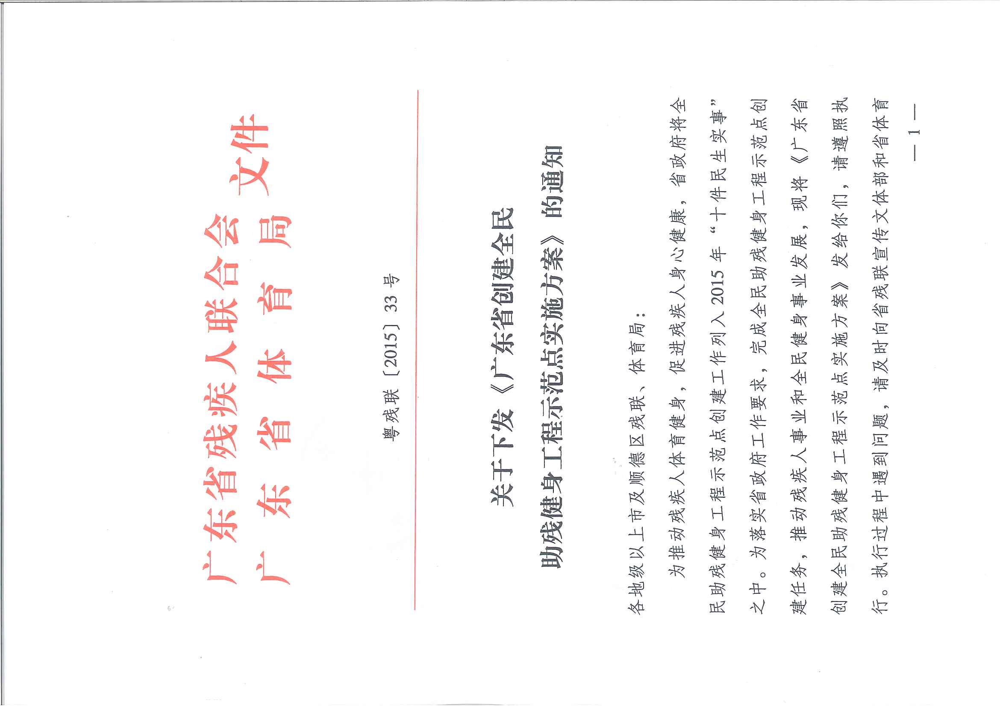 广东省残疾人联合会
广东省体育局
文件
粤残联〔2015〕33号
关于下发《广东省创建全民
助残健身工程示范点实施方案》的通知
各地级以上市及顺德区残联、体育局：
为推动残疾人体育健身，促进残疾人身心健康，省政府将全
民助残健身工程示范点创建工作列入2015年“十件民生实事”
之中。为落实省政府工作要求，完成全民助残健身工程示范点创
建任务，推动残疾人事业和全民健身事业发展，现将《广东省
创建全民助残健身工程示范点实施方案》发给你们，请遵照执
行。执行过程中遇到问题，请及时向省残联宣传文体部和省体育
— 1 —